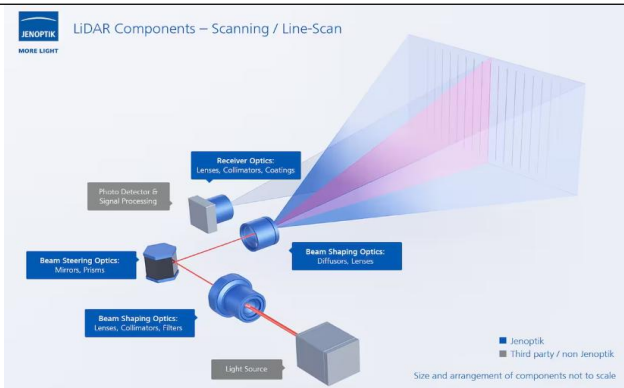 JENOPTIK
MORE LIGHT
LiDAR Components – Scanning / Line-Scan
Receiver Optics:
Lenses, Collimators, Coatings
Photo Detector &
Signal Processing
Beam Steering Optics:
Mirrors, Prisms
Beam Shaping Optics:
Diffusors, Lenses
Beam Shaping Optics:
Lenses, Collimators, Filters
Light Source
Jenoptik
Third party / non Jenoptik
Size and arrangement of components not to scale